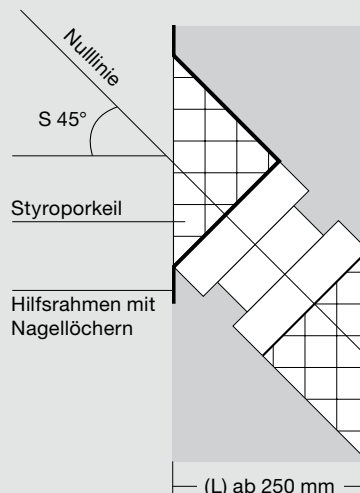 Nulllinie
S 45°
Styroporkeil
Hilfsrahmen mit
Nagellöchern
(L) ab 250 mm